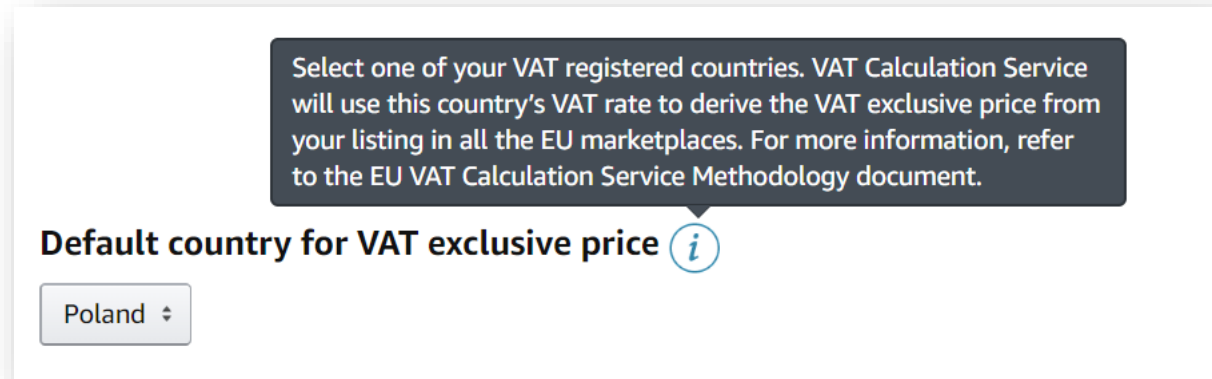 Select one of your VAT registered countries. VAT Calculation Service
will use this country’s VAT rate to derive the VAT exclusive price from
your listing in all the EU marketplaces. For more information, refer
to the EU VAT Calculation Service Methodology document.
Default country for VAT exclusive price i
Poland